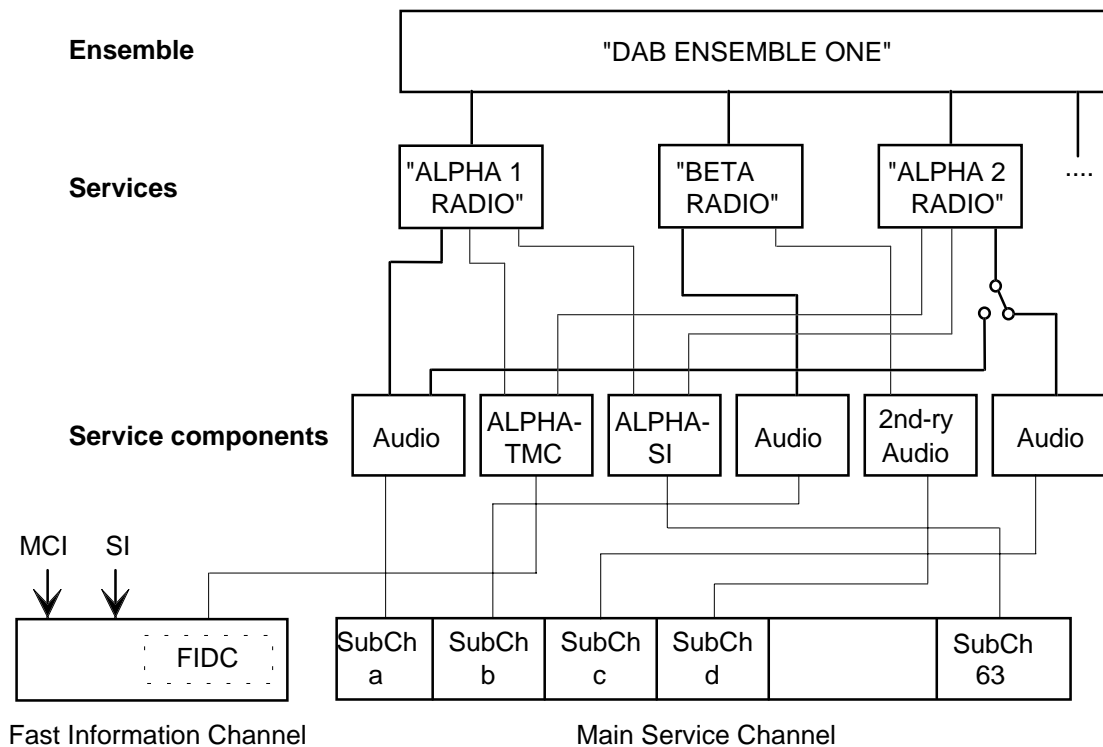 Ensemble
"DAB ENSEMBLE ONE"
Services
"ALPHA 1
RADIO"
"BETA
RADIO"
"ALPHA 2
RADIO"
....
Service components
Audio
ALPHA-
TMC
ALPHA-
SI
Audio
2nd-ry
Audio
Audio
MCI
SI
FIDC
SubCh
a
SubCh
b
SubCh
c
SubCh
d
SubCh
63
Fast Information Channel
Main Service Channel